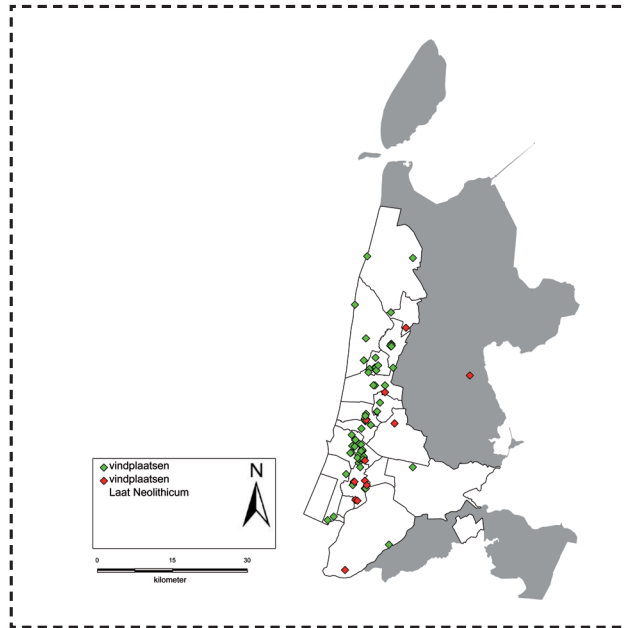 vindplaatsen
vindplaatsen
Laat Neolithicum
N
0 15 30
kilometer